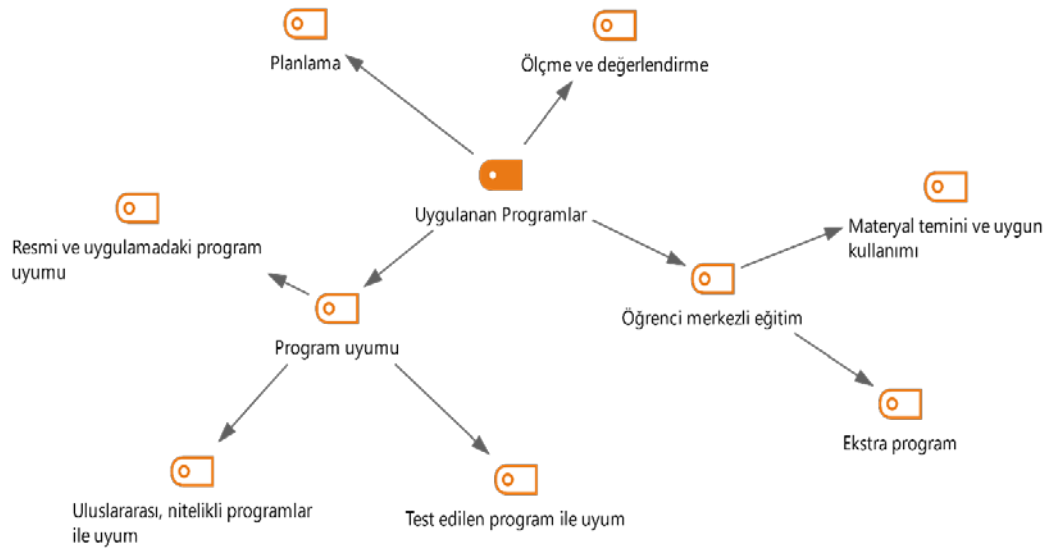 Planlama
Ölçme ve değerlendirme
Uygulanan Programlar
Materyal temini ve uygun
kullanımı
Resmi ve uygulamadaki program
uyumu
Öğrenci merkezli eğitim
Program uyumu
Ekstra program
Uluslararası, nitelikli programlar
ile uyum
Test edilen program ile uyum